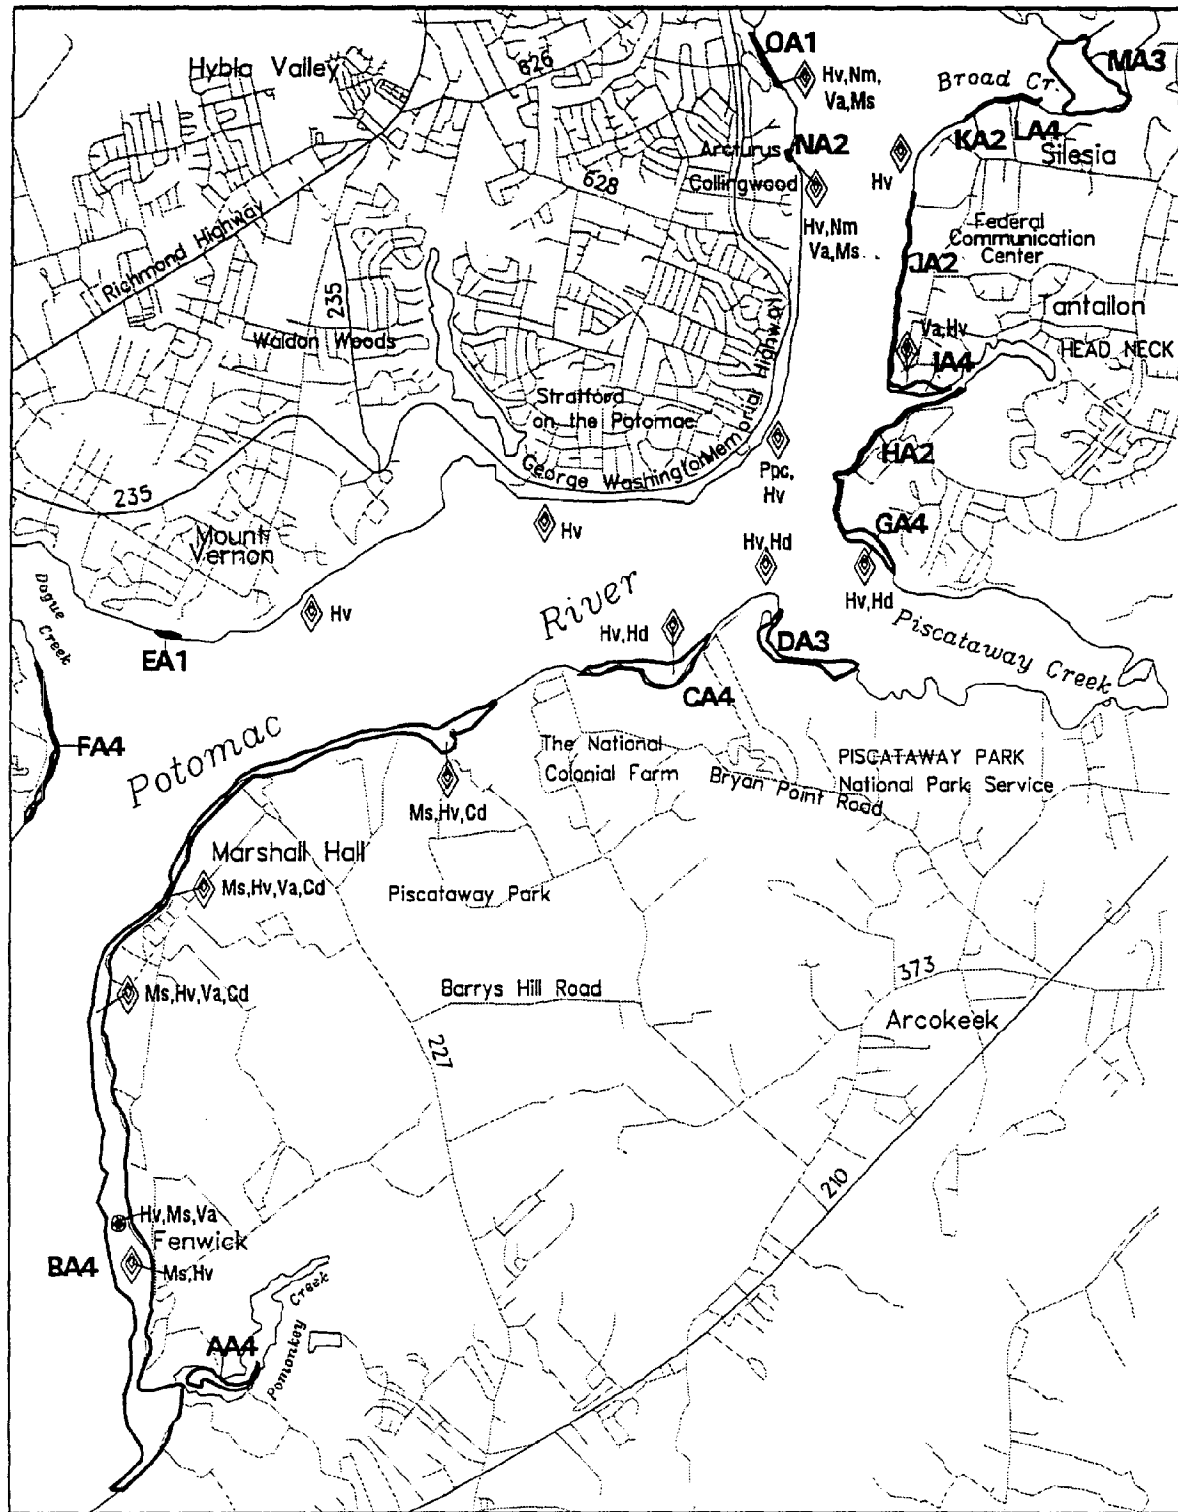 OA1
626
MA3
Hybla Valley
Hv,Nm,
Va,Ms
Broad Cr.
KA2
LA4
Silesia
Arcturus
NA2
Hv
Collingwood
628
Hv,Nm
Va,Ms
Federal
Communication
Center
Richmond Highway
JA2
235
Tantallon
Va,Hv
Waldon Woods
HEAD NECK
IA4
Stratford
on the Potomac
George Washington Memorial Highway
HA2
Ppc,
Hv
235
GA4
Mount
Vernon
Hv
Hv,Hd
Dogue
Creek
Hv
River
Hv,Hd
Hv,Hd
Piscataway Creek
EA1
DA3
CA4
FA4
Potomac
The National
Colonial Farm
Bryan Point Road
PISCATAWAY PARK
National Park Service
Ms,Hv,Cd
Marshall Hall
Ms,Hv,Va,Cd
Piscataway Park
373
Ms,Hv,Va,Cd
Barrys Hill Road
Arcokeek
227
210
Hv,Ms,Va
Fenwick
BA4
Ms,Hv
AA4
Pomonkey
Creek